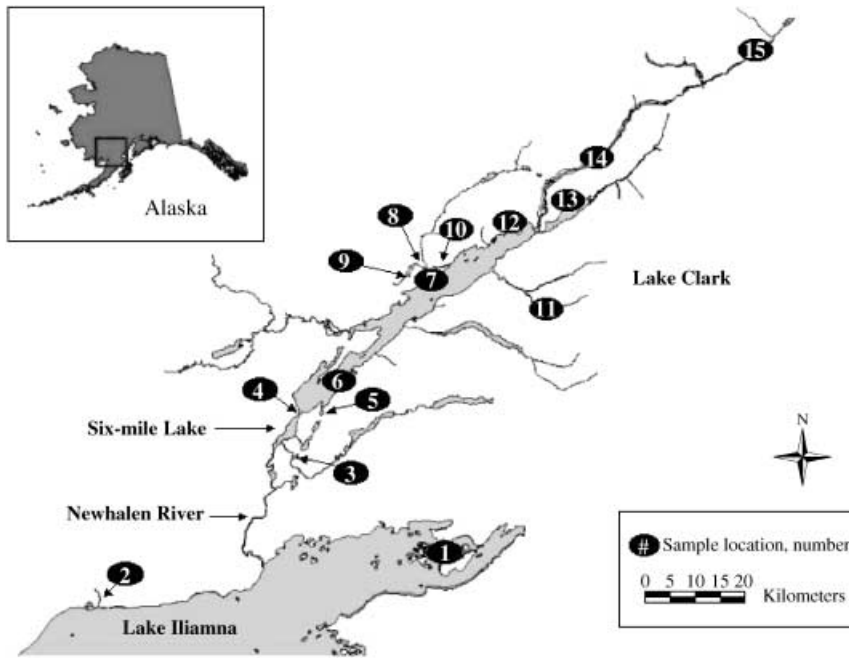 Alaska
15
14
13
12
8
10
9
7
Lake Clark
11
6
4
5
Six-mile Lake
3
N
Newhalen River
1
# Sample location, number
2
0 5 10 15 20
Kilometers
Lake Iliamna